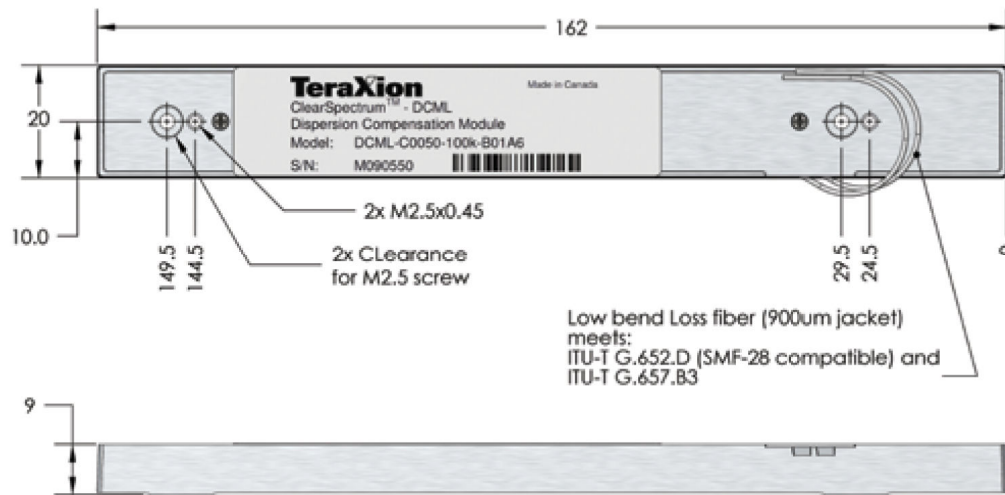 162
TeraXion
Made in Canada
ClearSpectrum™ - DCML
Dispersion Compensation Module
Model: DCML-C0050-100k-B01A6
S/N: M090550
20
10.0
149.5
144.5
2x M2.5x0.45
2x CLearance
for M2.5 screw
29.5
24.5
Low bend Loss fiber (900um jacket)
meets:
ITU-T G.652.D (SMF-28 compatible) and
ITU-T G.657.B3
9